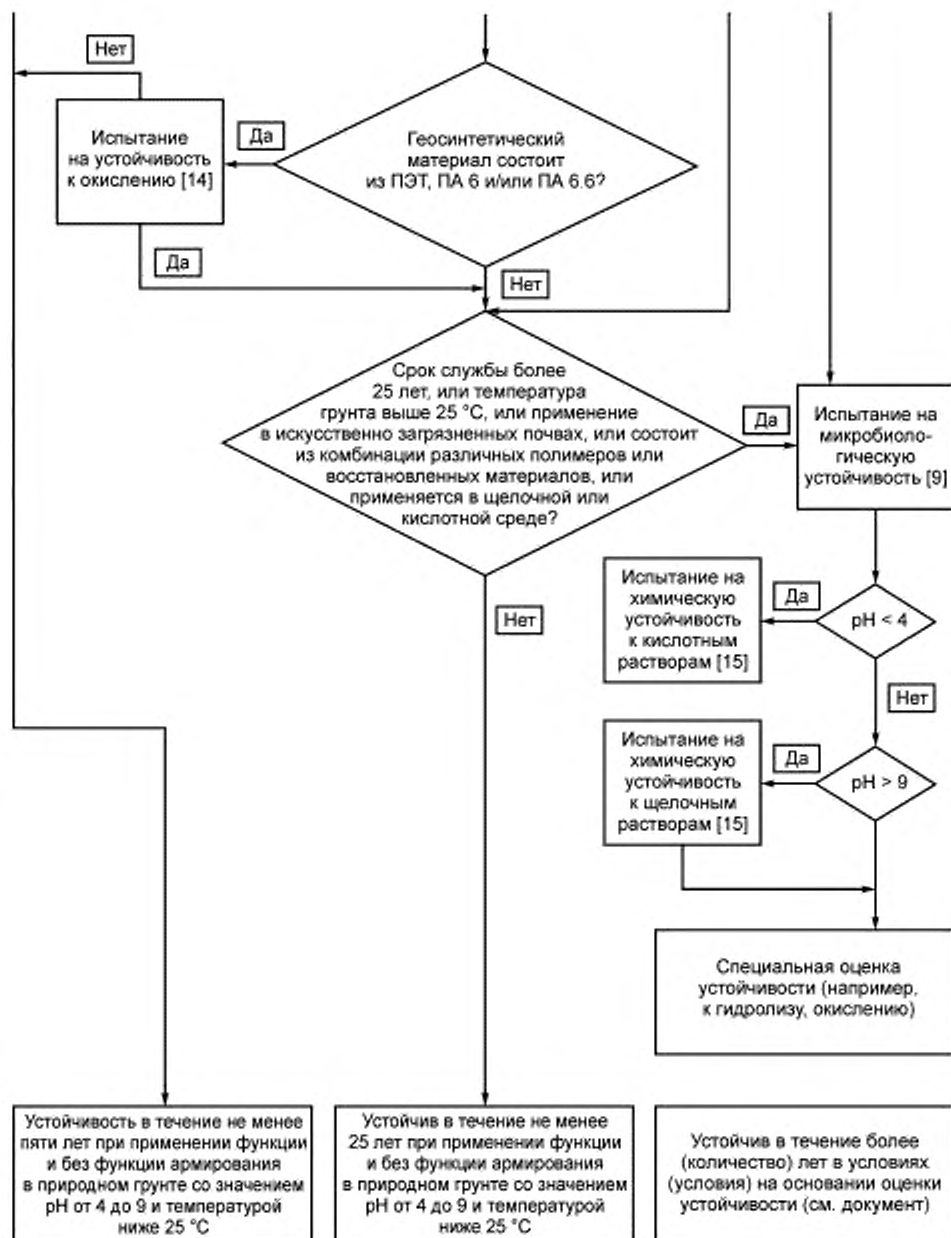 Нет
Испытание
на устойчивость
к окислению [14]
Да
Геосинтетический
материал состоит
из ПЭТ, ПА 6 и/или ПА 6.6?
Да
Нет
Срок службы более
25 лет, или температура
грунта выше 25 °С, или применение
в искусственно загрязненных почвах, или состоит
из комбинации различных полимеров или
восстановленных материалов, или
применяется в щелочной или
кислотной среде?
Да
Испытание на
микробиоло-
гическую
устойчивость [9]
Нет
Испытание на
химическую
устойчивость
к кислотным
растворам [15]
Да
pH < 4
Нет
Испытание на
химическую
устойчивость
к щелочным
растворам [15]
Да
pH > 9
Специальная оценка
устойчивости (например,
к гидролизу, окислению)
Устойчивость в течение не менее
пяти лет при применении функции
и без функции армирования
в природном грунте со значением
pH от 4 до 9 и температурой
ниже 25 °С
Устойчив в течение не менее
25 лет при применении функции
и без функции армирования
в природном грунте со значением
pH от 4 до 9 и температурой
ниже 25 °С
Устойчив в течение более
(количество) лет в условиях
(условия) на основании оценки
устойчивости (см. документ)